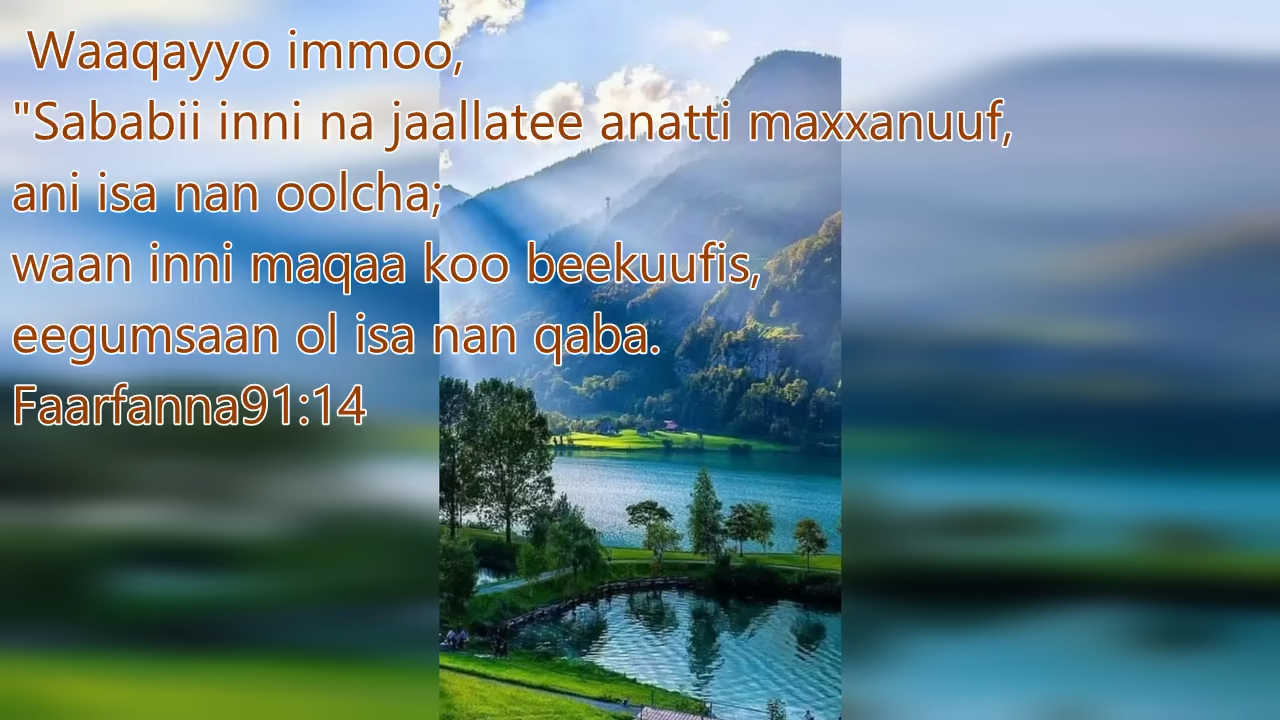 Waaqayyo immoo,
"Sababii inni na jaallatee anatti maxxanuuf,
ani isa nan oolcha;
waan inni maqaa koo beekuufis,
eegumsaan ol isa nan qaba.
Faarfanna91:14